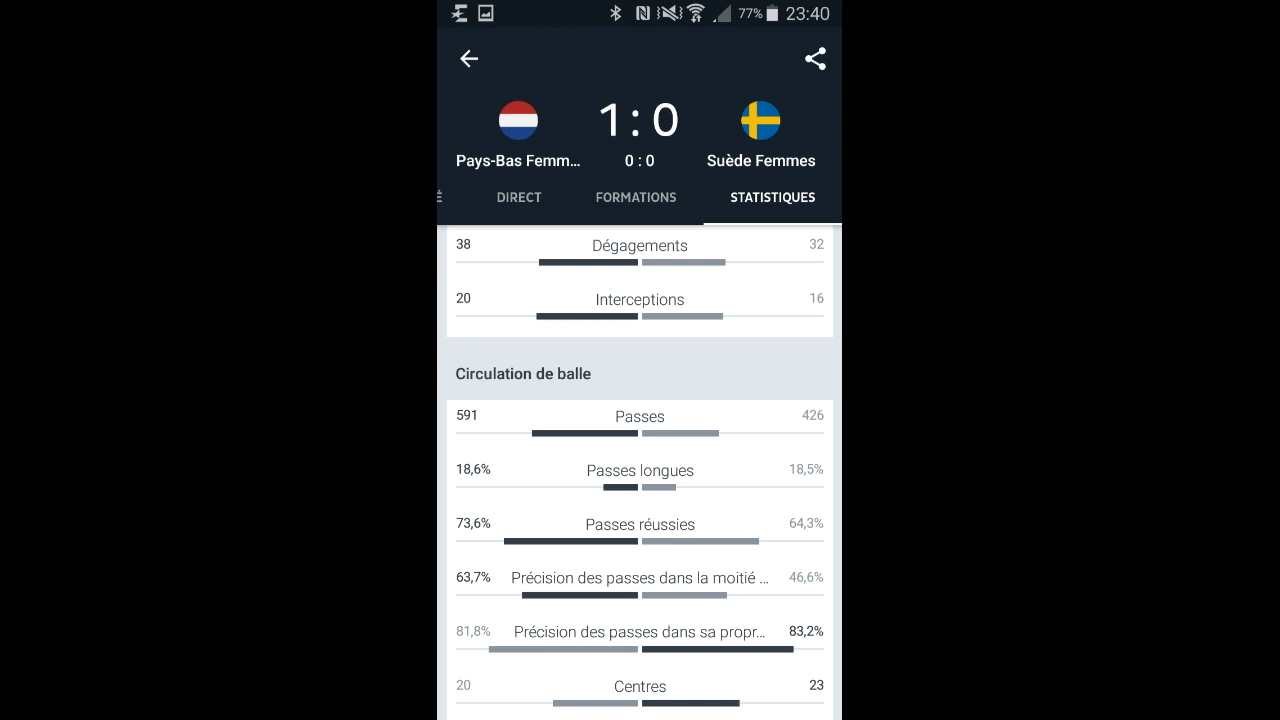 77% 23:40
1 : 0
Pays-Bas Femm... 0 : 0 Suède Femmes
É DIRECT FORMATIONS STATISTIQUES
38 Dégagements 32
20 Interceptions 16
Circulation de balle
591 Passes 426
18,6% Passes longues 18,5%
73,6% Passes réussies 64,3%
63,7% Précision des passes dans la moitié ... 46,6%
81,8% Précision des passes dans sa propr... 83,2%
20 Centres 23